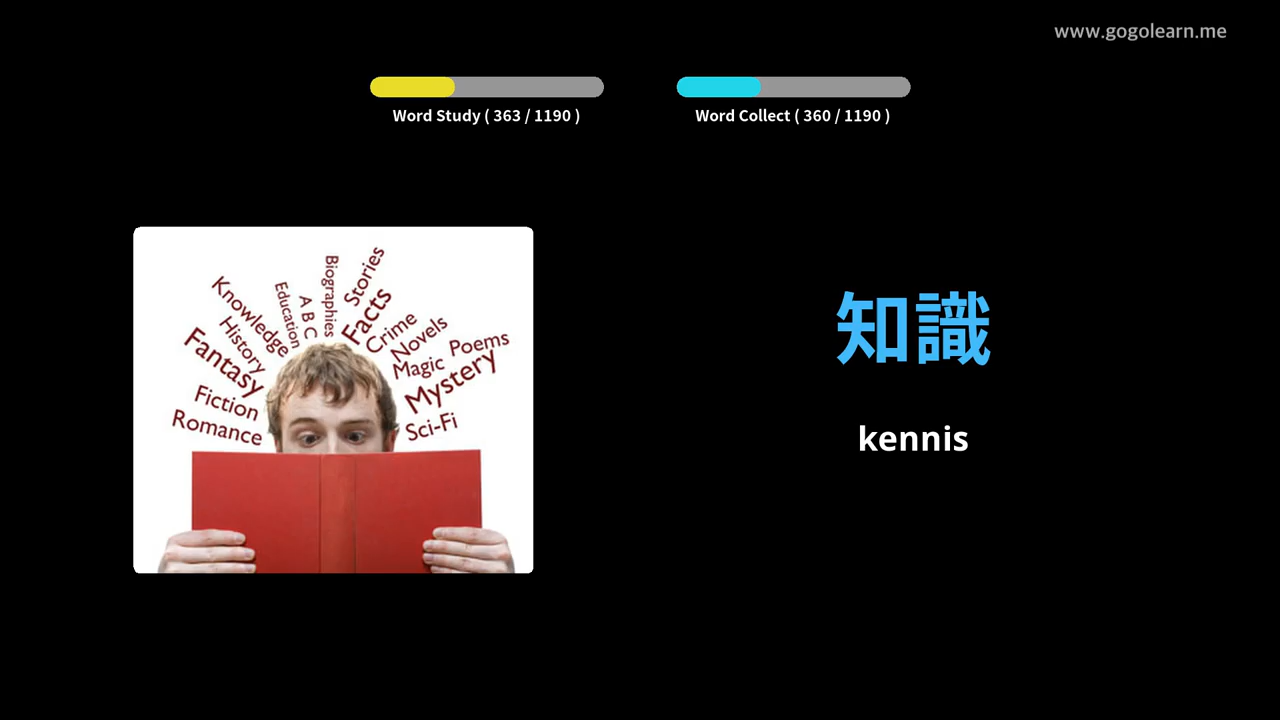 www.gogolearn.me
Word Study ( 363 / 1190 )
Word Collect ( 360 / 1190 )
Knowledge
History
Fantasy
Fiction
Romance
Education
A B C
Biographies
Stories
Facts
Crime
Novels
Magic
Poems
Mystery
Sci-Fi
知識
kennis